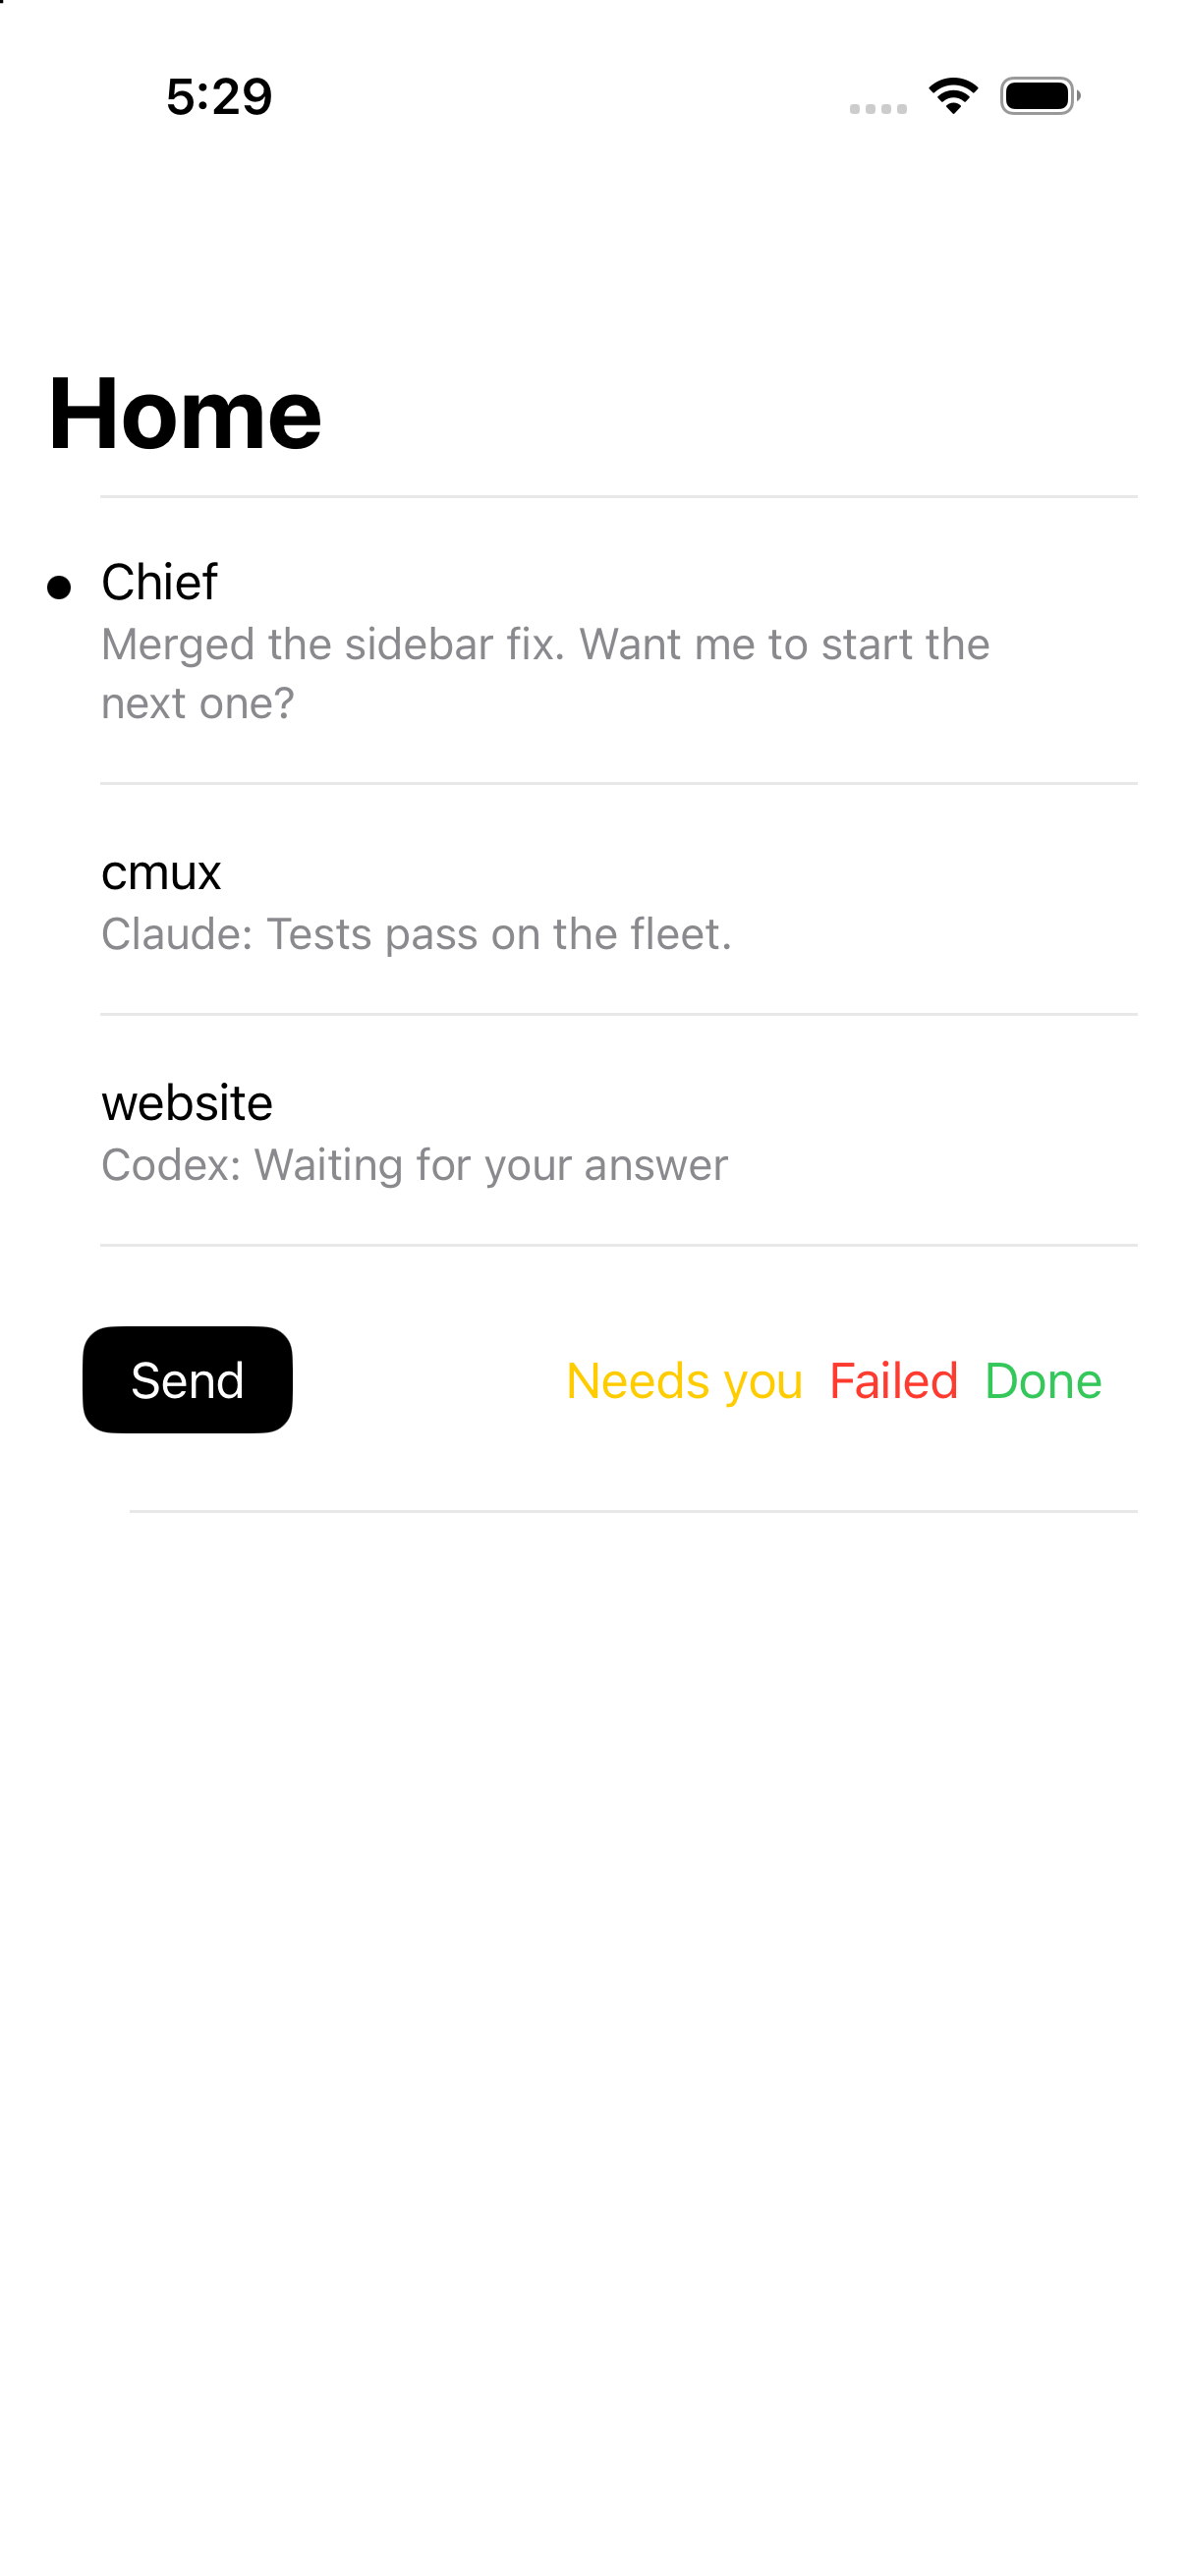 5:29
Home
Chief
Merged the sidebar fix. Want me to start the
next one?
cmux
Claude: Tests pass on the fleet.
website
Codex: Waiting for your answer
Send Needs you Failed Done